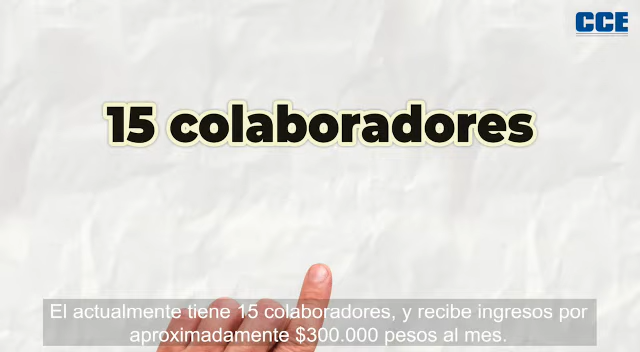 CCE
15 colaboradores
El actualmente tiene 15 colaboradores, y recibe ingresos por
aproximadamente $300.000 pesos al mes.